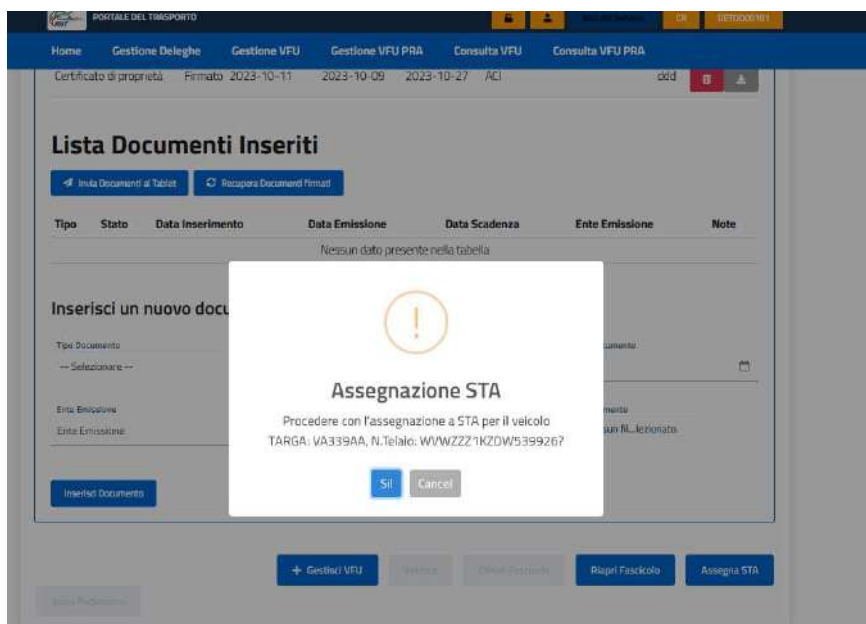 PORTALE DEL TRASPORTO
CR
Home Gestione Deleghe Gestione VFU Gestione VFU PRA Consulta VFU Consulta VFU PRA
Certificato di proprietà Firmato 2023-10-11 2023-10-09 2023-10-27 ACI ddd
Lista Documenti Inseriti
Invia Documenti al Tablet Recupera Documenti Firmati
Tipo Stato Data Inserimento Data Emissione Data Scadenza Ente Emissione Note
Nessun dato presente nella tabella
Inserisci un nuovo docu
Tipo Documento
-- Selezionare --
Ente Emissione
Ente Emissione
Inserisci Documento
!
Assegnazione STA
Procedere con l'assegnazione a STA per il veicolo
TARGA: VA339AA, N.Telaio: WVWZZZ1KZDW539926?
Si! Cancel
+ Gestisci VFU Riapri Fascicolo Assegna STA